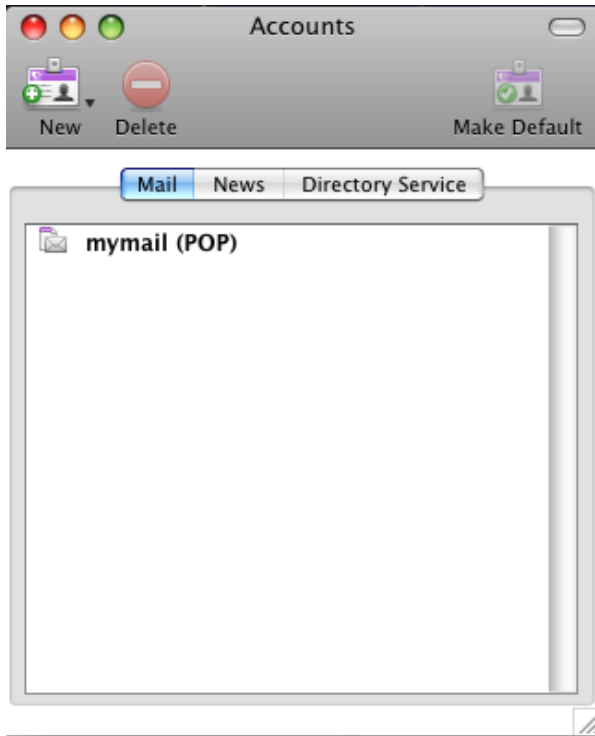 Accounts
New Delete Make Default
Mail News Directory Service
mymail (POP)